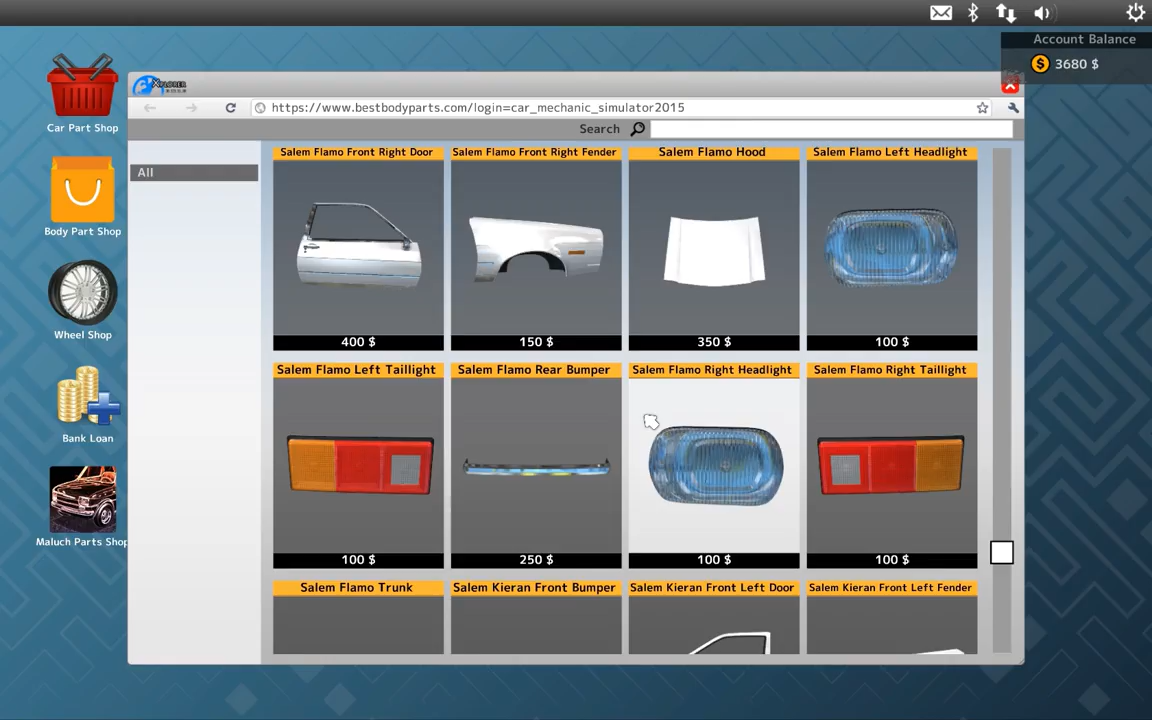 Account Balance
3680 $
Car Part Shop
Body Part Shop
Wheel Shop
Bank Loan
Maluch Parts Shop
https://www.bestbodyparts.com/login=car_mechanic_simulator2015
Search
All
Salem Flamo Front Right Door
Salem Flamo Front Right Fender
Salem Flamo Hood
Salem Flamo Left Headlight
400 $
150 $
350 $
100 $
Salem Flamo Left Taillight
Salem Flamo Rear Bumper
Salem Flamo Right Headlight
Salem Flamo Right Taillight
100 $
250 $
100 $
100 $
Salem Flamo Trunk
Salem Kieran Front Bumper
Salem Kieran Front Left Door
Salem Kieran Front Left Fender